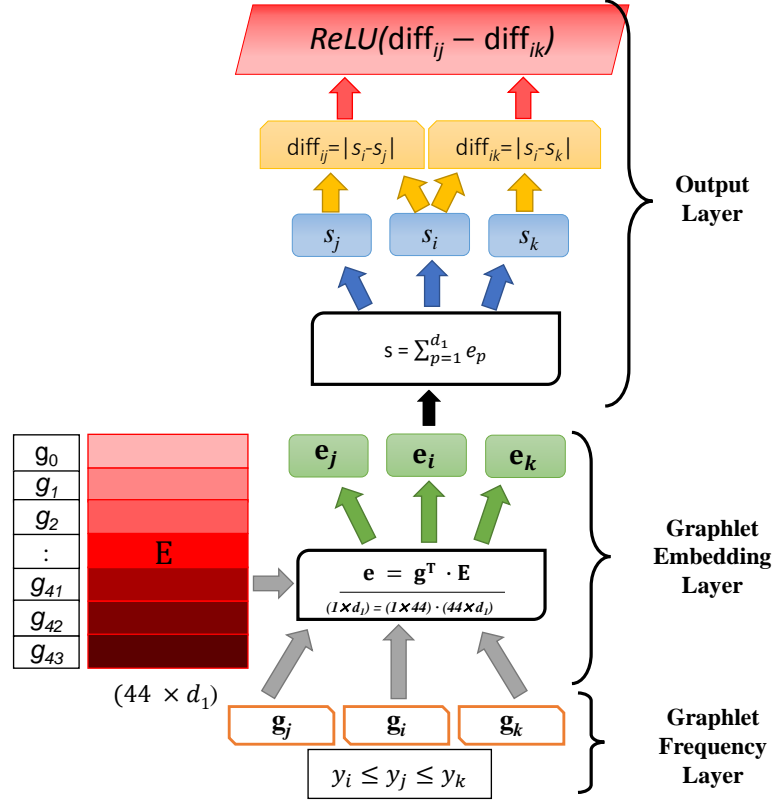 ReLU(diff_ij − diff_ik)
diff_ij=|s_i-s_j|
diff_ik=|s_i-s_k|
s_j
s_i
s_k
Output
Layer
s = ∑_{p=1}^{d_1} e_p
e_j
e_i
e_k
g_0
g_1
g_2
:
g_41
g_42
g_43
E
(44 × d_1)
e = g^T · E
(1×d_1) = (1×44) · (44×d_1)
Graphlet
Embedding
Layer
g_j
g_i
g_k
y_i ≤ y_j ≤ y_k
Graphlet
Frequency
Layer